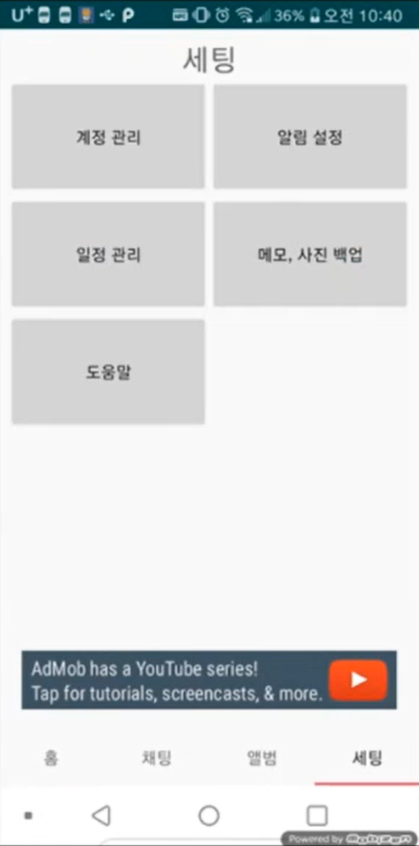 U+ 36% 오전 10:40
세팅
계정 관리 알림 설정
일정 관리 메모, 사진 백업
도움말
AdMob has a YouTube series!
Tap for tutorials, screencasts, & more.
홈 채팅 앨범 세팅
Powered by